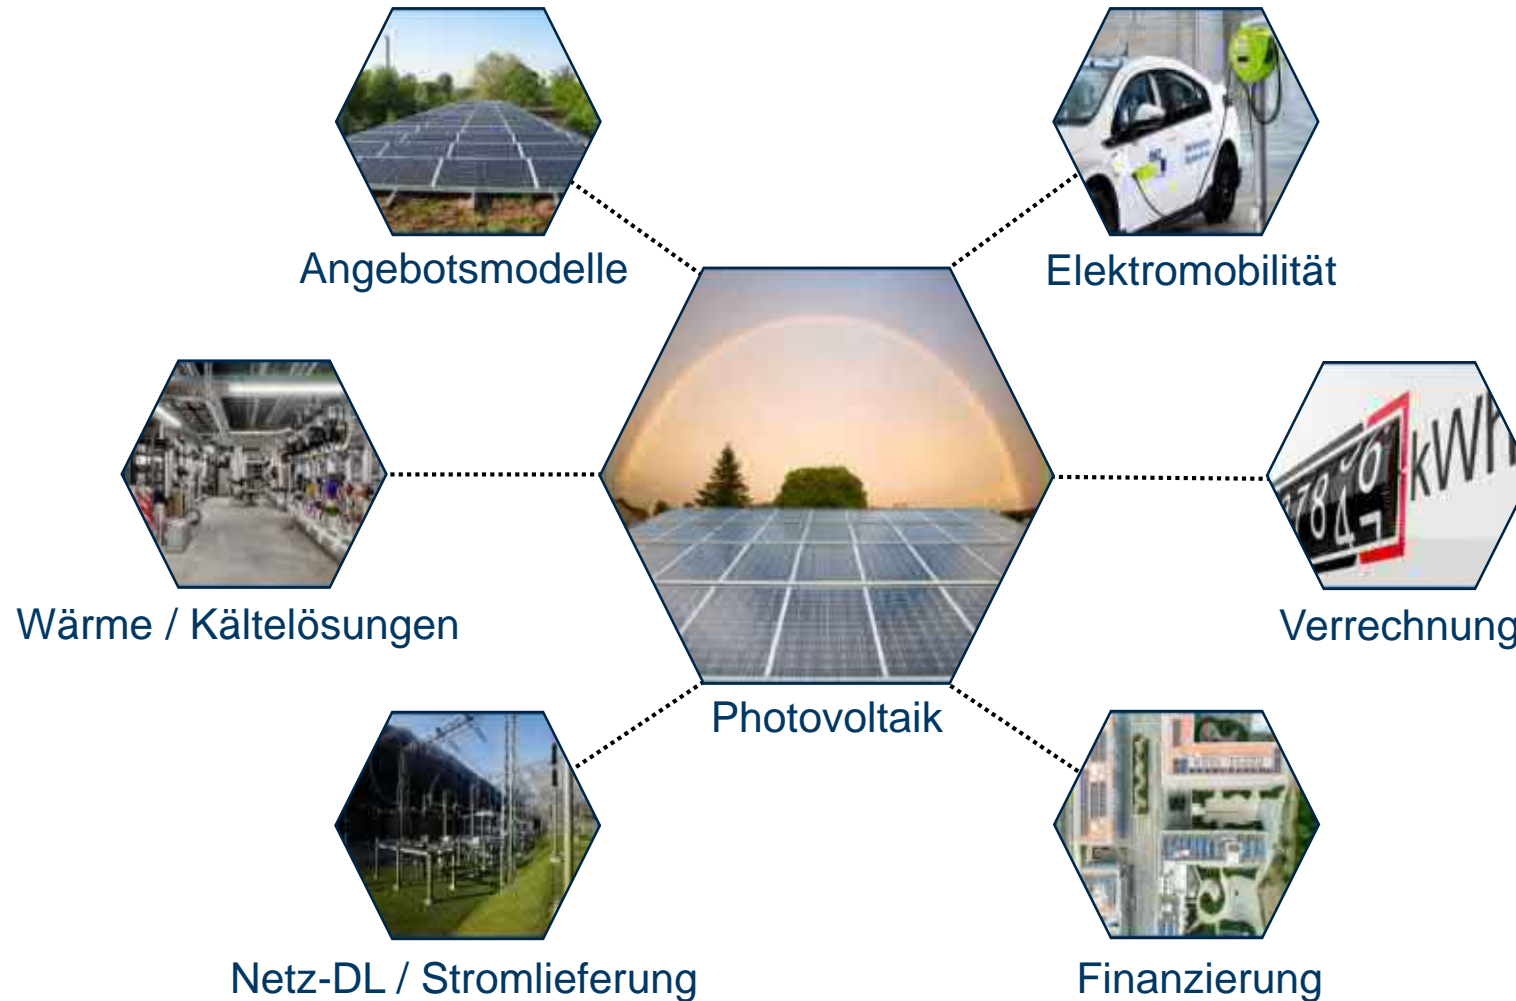 Angebotsmodelle
Elektromobilität
kWh
Wärme / Kältelösungen
Verrechnung
Photovoltaik
Netz-DL / Stromlieferung
Finanzierung